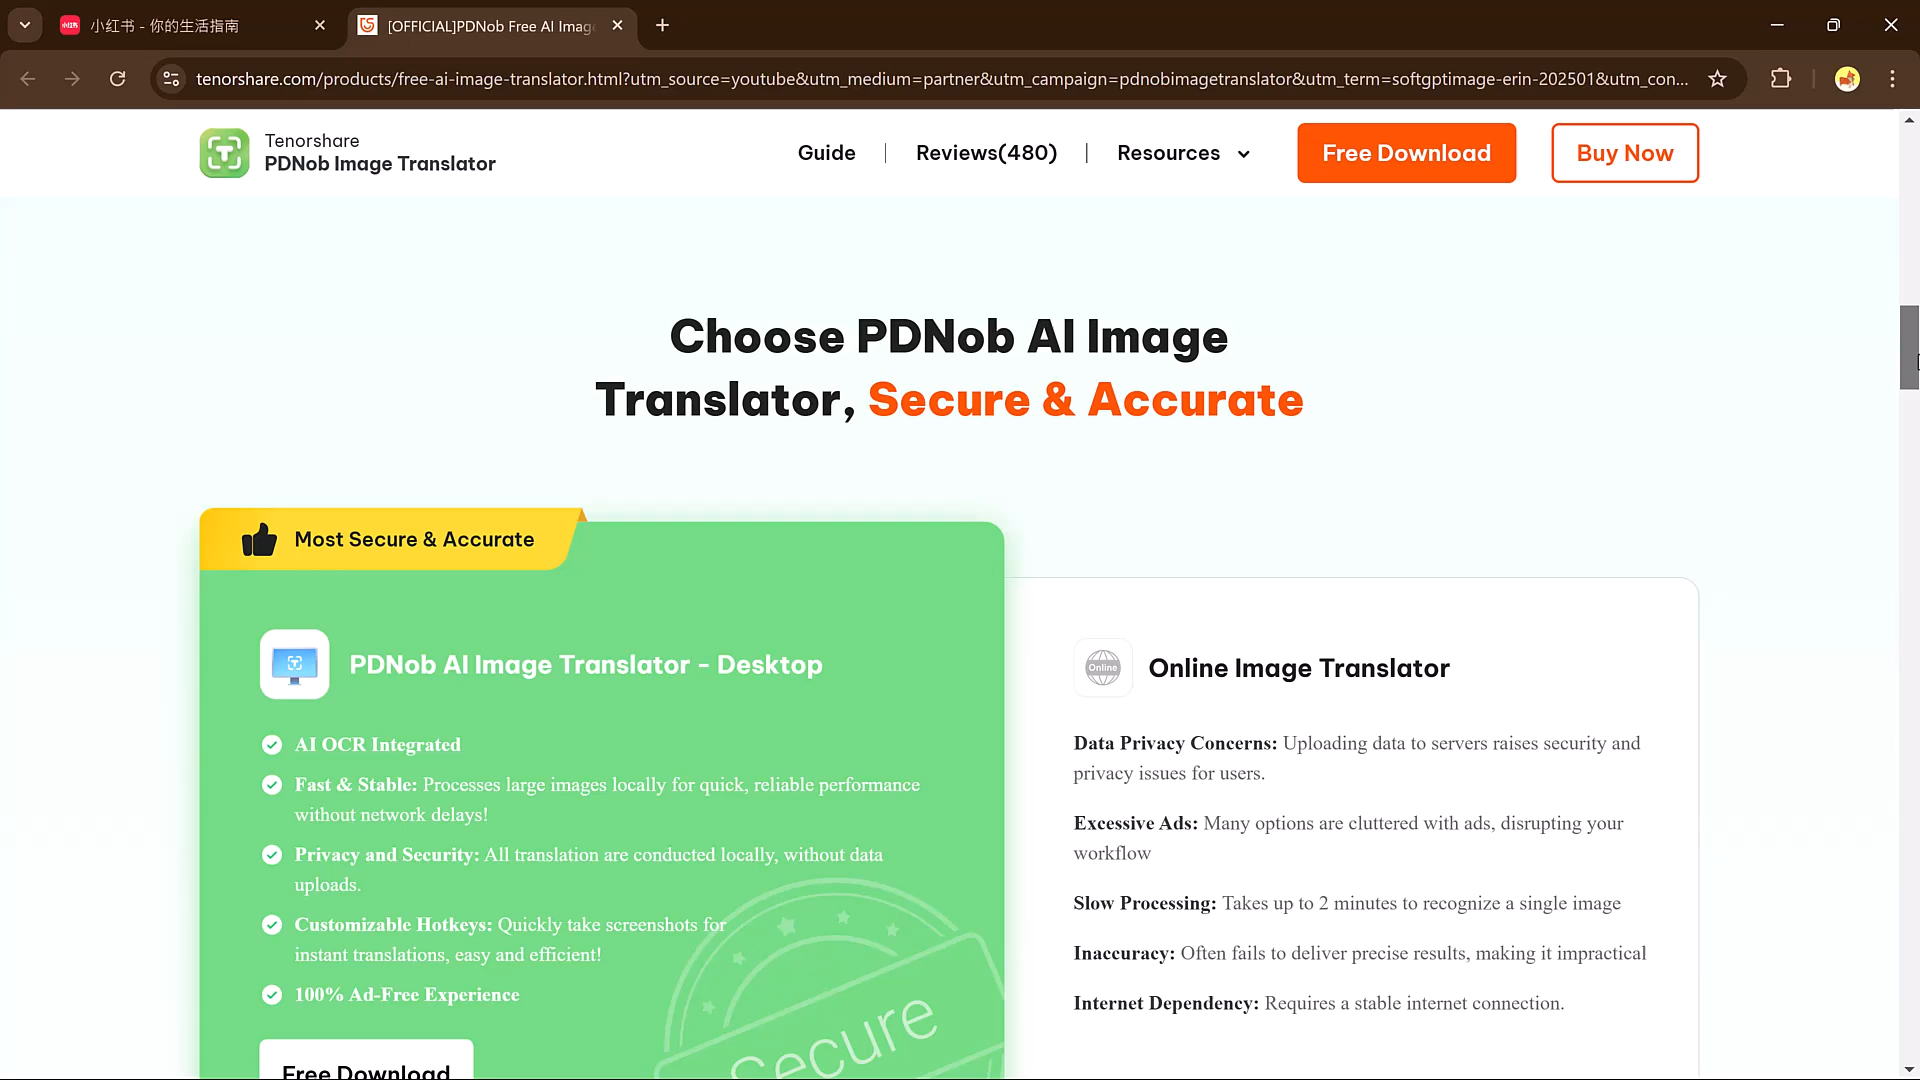 小红书 - 你的生活指南
[OFFICIAL]PDNob Free AI Imag
tenorshare.com/products/free-ai-image-translator.html?utm_source=youtube&utm_medium=partner&utm_campaign=pdnobimagetranslator&utm_term=softgptimage-erin-202501&utm_con...
Tenorshare
PDNob Image Translator
Guide
Reviews(480)
Resources
Free Download
Buy Now
Choose PDNob AI Image
Translator, Secure & Accurate
Most Secure & Accurate
PDNob AI Image Translator - Desktop
AI OCR Integrated
Fast & Stable: Processes large images locally for quick, reliable performance
without network delays!
Privacy and Security: All translation are conducted locally, without data
uploads.
Customizable Hotkeys: Quickly take screenshots for
instant translations, easy and efficient!
100% Ad-Free Experience
Free Download
Secure
Online
Online Image Translator
Data Privacy Concerns: Uploading data to servers raises security and
privacy issues for users.
Excessive Ads: Many options are cluttered with ads, disrupting your
workflow
Slow Processing: Takes up to 2 minutes to recognize a single image
Inaccuracy: Often fails to deliver precise results, making it impractical
Internet Dependency: Requires a stable internet connection.